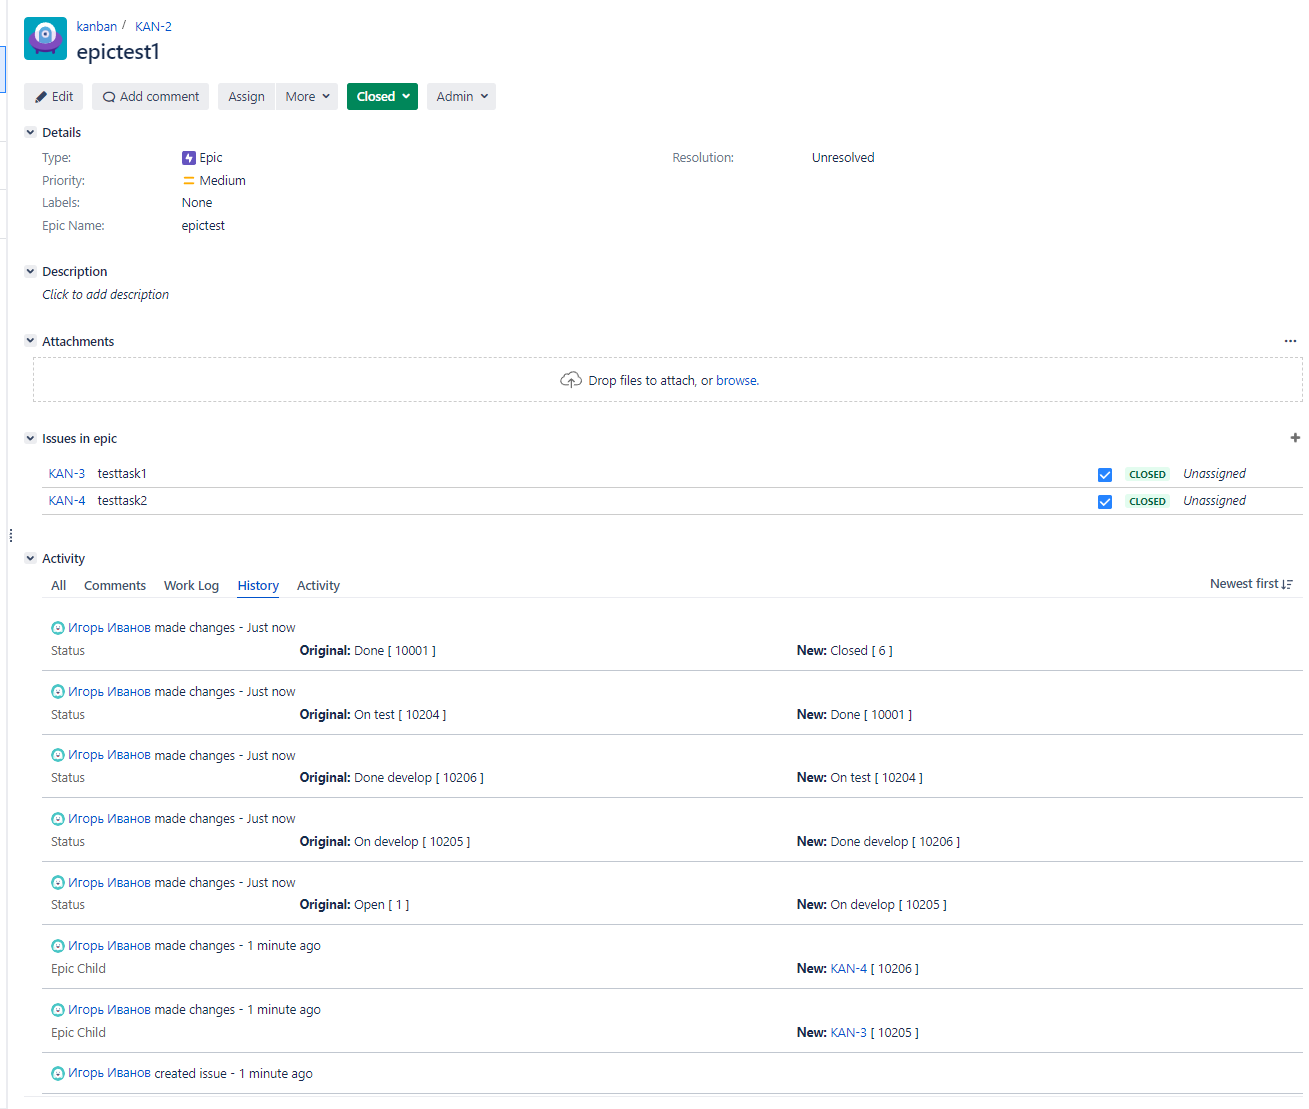 kanban / KAN-2
epictest1
Edit Add comment Assign More Closed Admin
Details
Type: Epic Resolution: Unresolved
Priority: Medium
Labels: None
Epic Name: epictest
Description
Click to add description
Attachments ...
Drop files to attach, or browse.
Issues in epic +
KAN-3 testtask1 CLOSED Unassigned
KAN-4 testtask2 CLOSED Unassigned
Activity
All Comments Work Log History Activity Newest first
Игорь Иванов made changes - Just now
Status Original: Done [ 10001 ] New: Closed [ 6 ]
Игорь Иванов made changes - Just now
Status Original: On test [ 10204 ] New: Done [ 10001 ]
Игорь Иванов made changes - Just now
Status Original: Done develop [ 10206 ] New: On test [ 10204 ]
Игорь Иванов made changes - Just now
Status Original: On develop [ 10205 ] New: Done develop [ 10206 ]
Игорь Иванов made changes - Just now
Status Original: Open [ 1 ] New: On develop [ 10205 ]
Игорь Иванов made changes - 1 minute ago
Epic Child New: KAN-4 [ 10206 ]
Игорь Иванов made changes - 1 minute ago
Epic Child New: KAN-3 [ 10205 ]
Игорь Иванов created issue - 1 minute ago